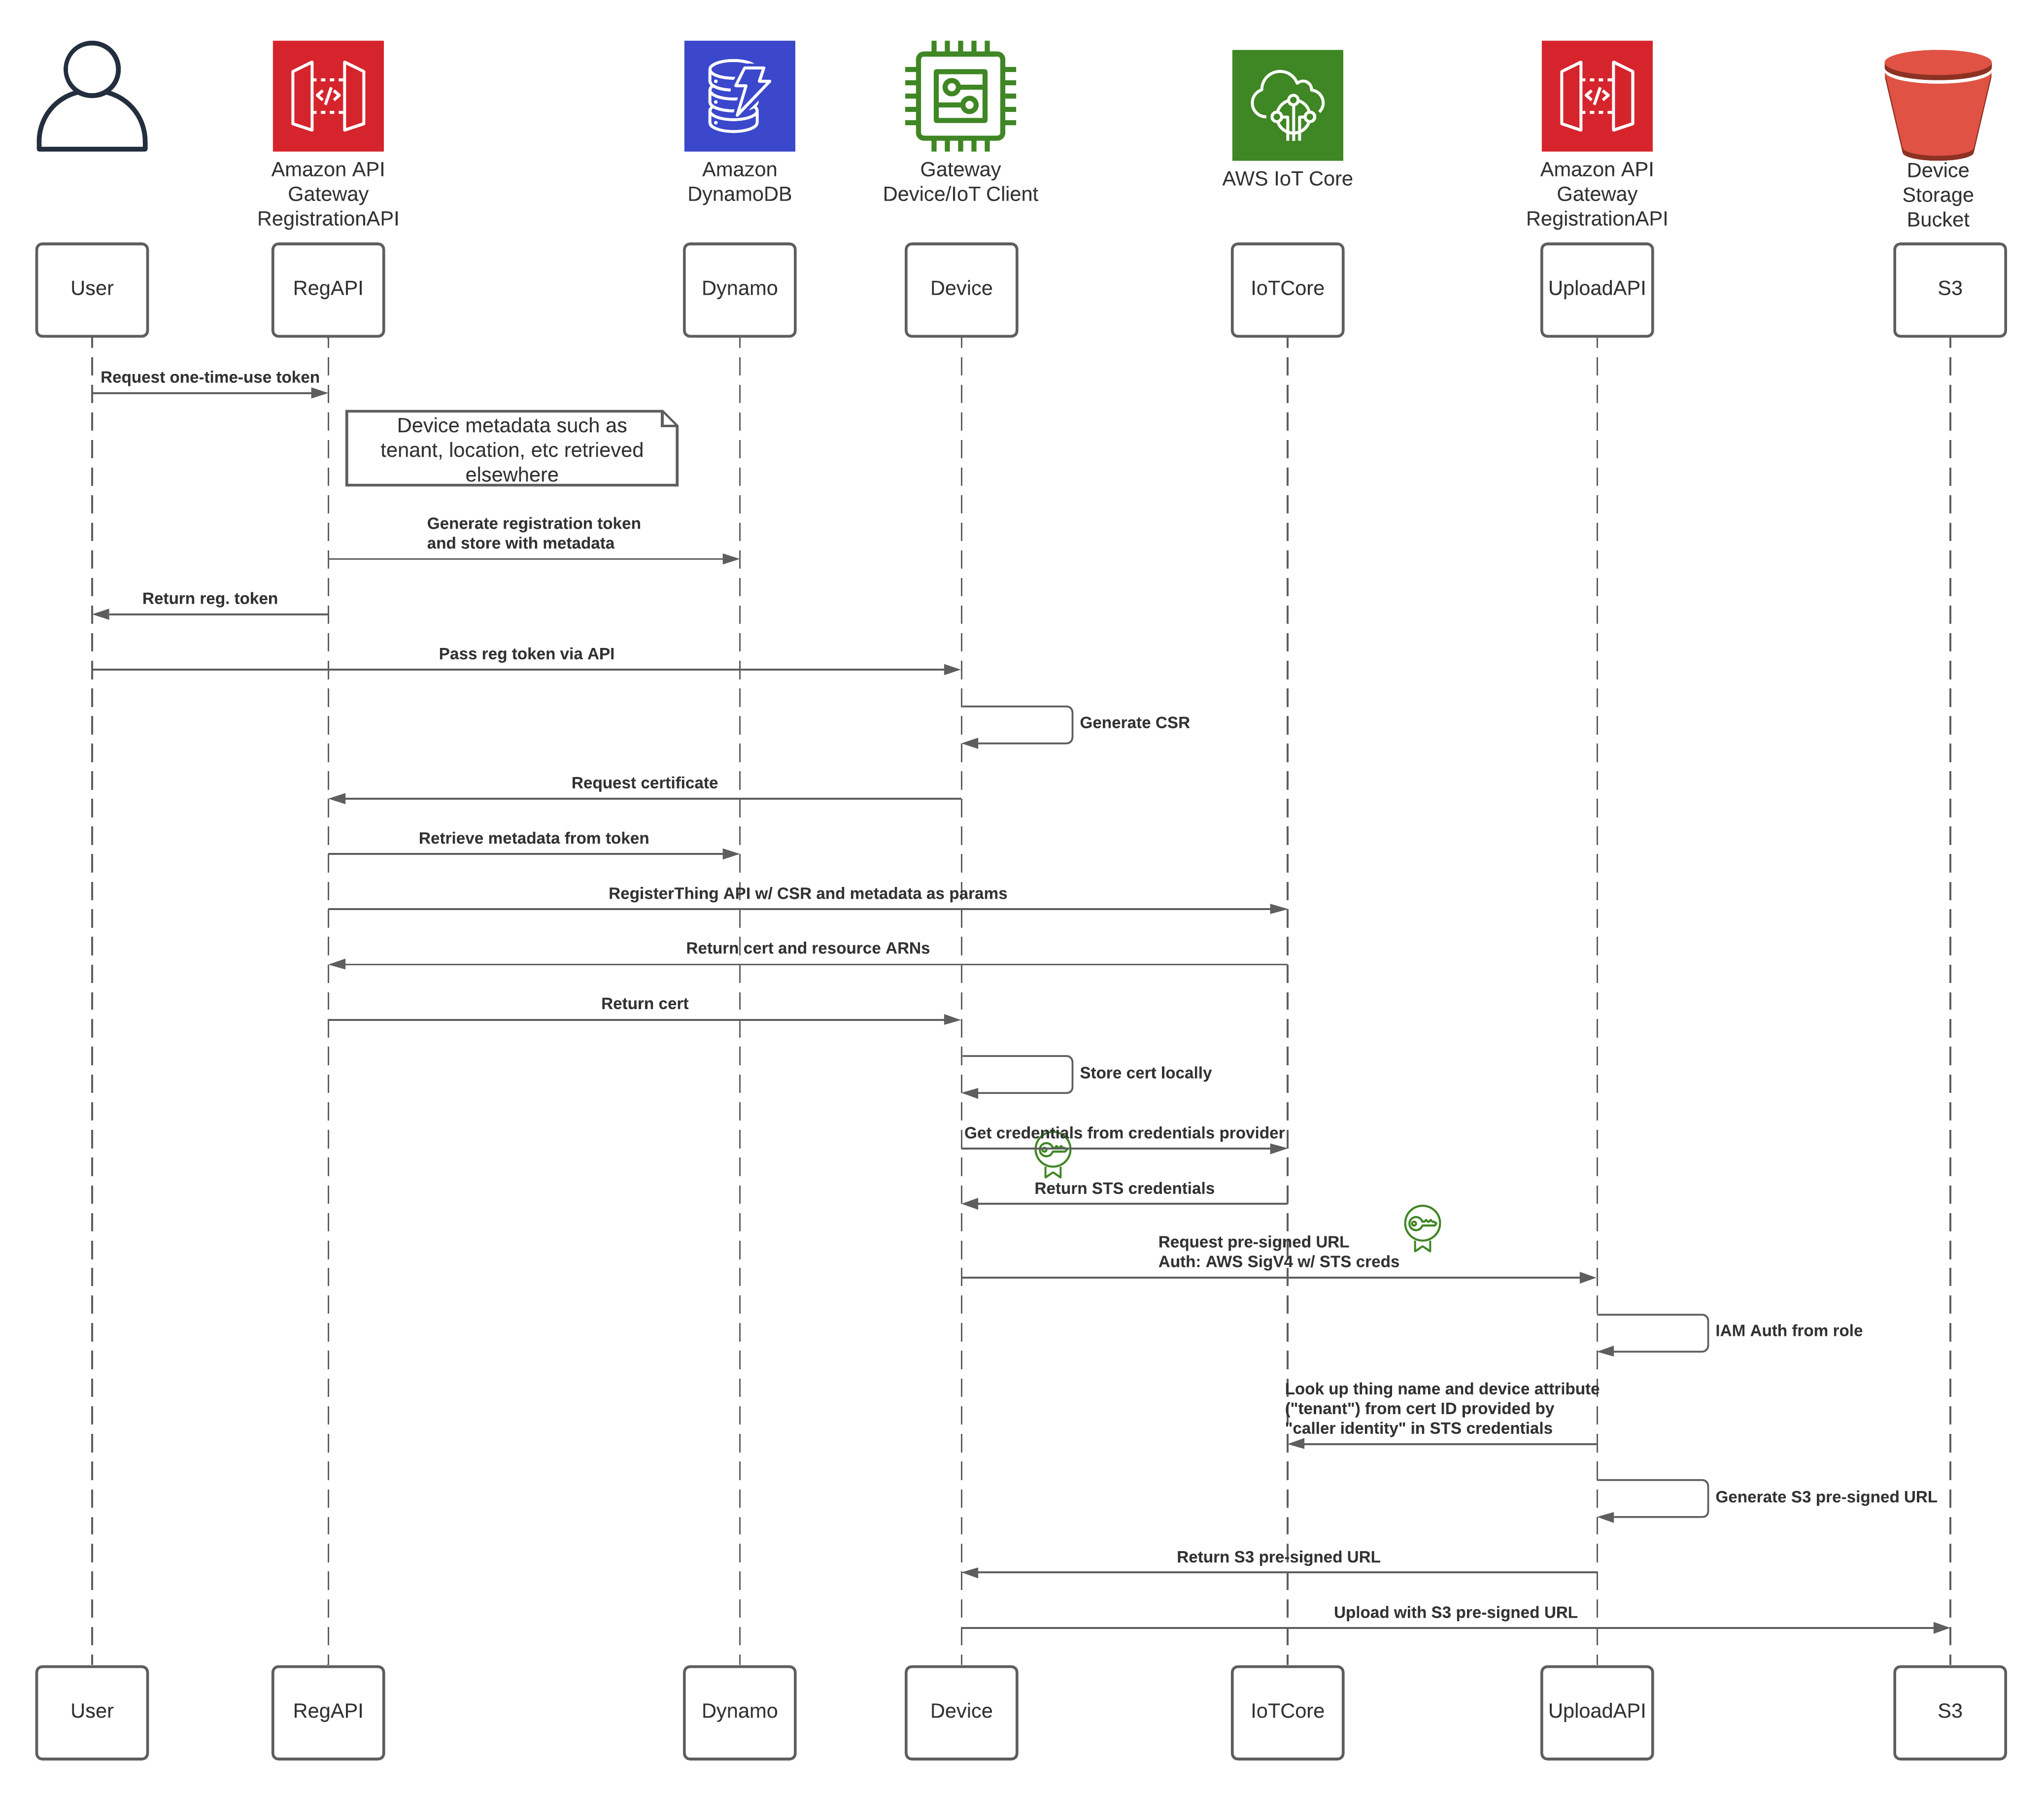 Amazon API
Gateway
RegistrationAPI
Amazon
DynamoDB
Gateway
Device/IoT Client
AWS IoT Core
Amazon API
Gateway
RegistrationAPI
Device
Storage
Bucket
User
RegAPI
Dynamo
Device
IoTCore
UploadAPI
S3
Request one-time-use token
Device metadata such as
tenant, location, etc retrieved
elsewhere
Generate registration token
and store with metadata
Return reg. token
Pass reg token via API
Generate CSR
Request certificate
Retrieve metadata from token
RegisterThing API w/ CSR and metadata as params
Return cert and resource ARNs
Return cert
Store cert locally
Get credentials from credentials provider
Return STS credentials
Request pre-signed URL
Auth: AWS SigV4 w/ STS creds
IAM Auth from role
Look up thing name and device attribute
("tenant") from cert ID provided by
"caller identity" in STS credentials
Generate S3 pre-signed URL
Return S3 pre-signed URL
Upload with S3 pre-signed URL
User
RegAPI
Dynamo
Device
IoTCore
UploadAPI
S3